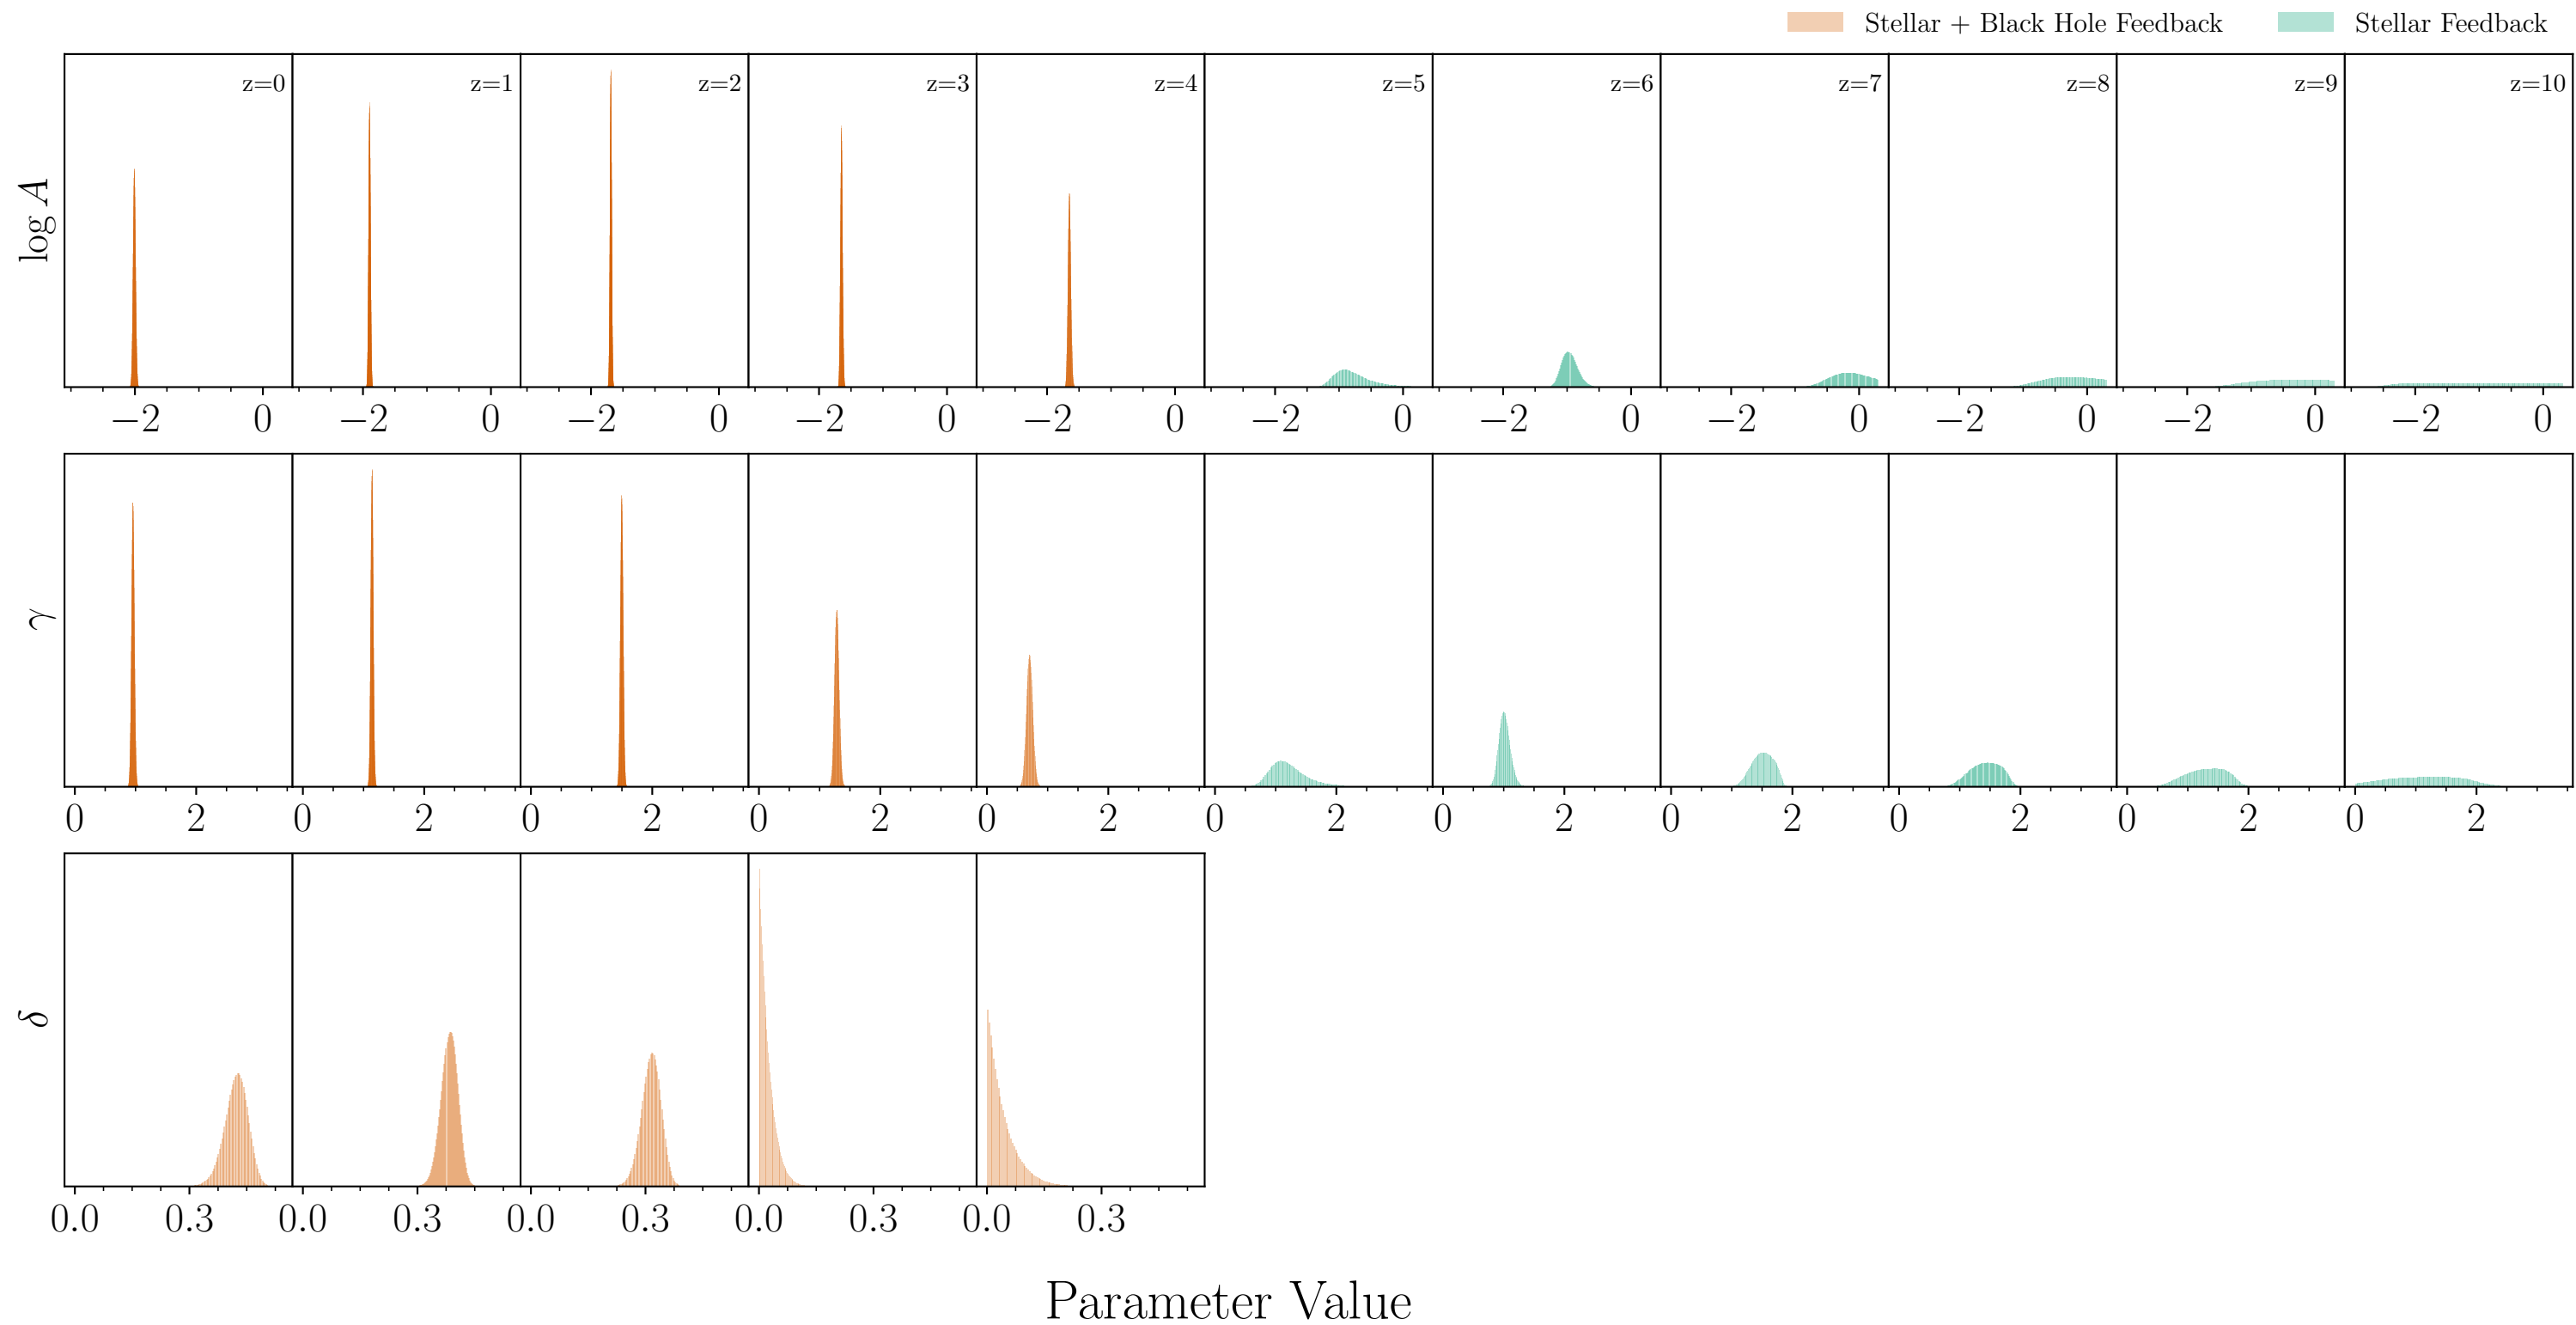 Stellar + Black Hole Feedback Stellar Feedback
z=0 z=1 z=2 z=3 z=4 z=5 z=6 z=7 z=8 z=9 z=10
log A
−2 0 −2 0 −2 0 −2 0 −2 0 −2 0 −2 0 −2 0 −2 0 −2 0 −2 0
γ
0 2 0 2 0 2 0 2 0 2 0 2 0 2 0 2 0 2 0 2 0 2
δ
0.0 0.3 0.0 0.3 0.0 0.3 0.0 0.3 0.0 0.3
Parameter Value